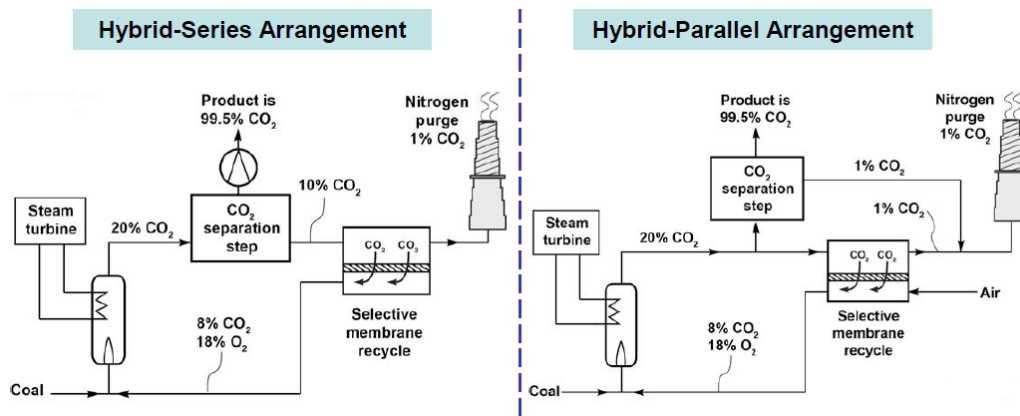 Hybrid-Series Arrangement
Product is
99.5% CO₂
Nitrogen
purge
1% CO₂
Steam
turbine
20% CO₂
CO₂
separation
step
10% CO₂
CO₂ CO₂
Selective
membrane
recycle
8% CO₂
18% O₂
Coal
Hybrid-Parallel Arrangement
Product is
99.5% CO₂
Nitrogen
purge
1% CO₂
CO₂
separation
step
1% CO₂
Steam
turbine
20% CO₂
1% CO₂
CO₂ CO₂
Air
Selective
membrane
recycle
8% CO₂
18% O₂
Coal